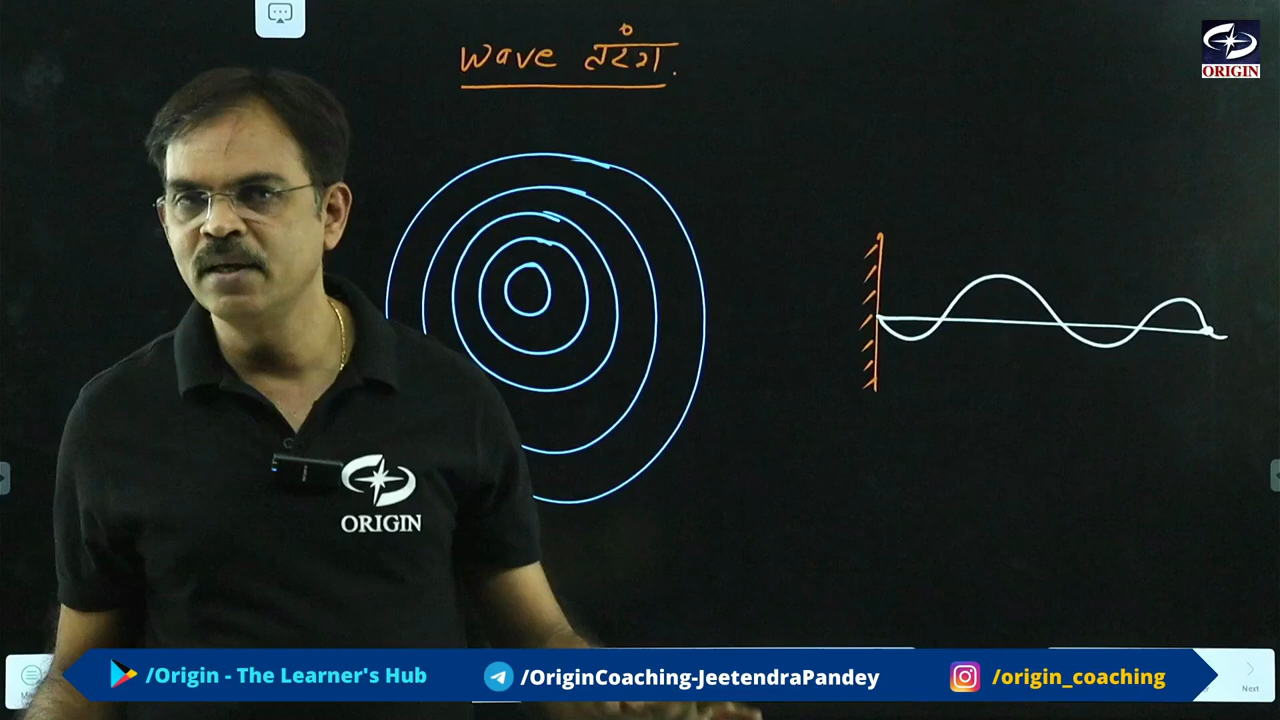 Wave तरंग.
ORIGIN
ORIGIN
/Origin - The Learner's Hub
/OriginCoaching-JeetendraPandey
/origin_coaching
Next